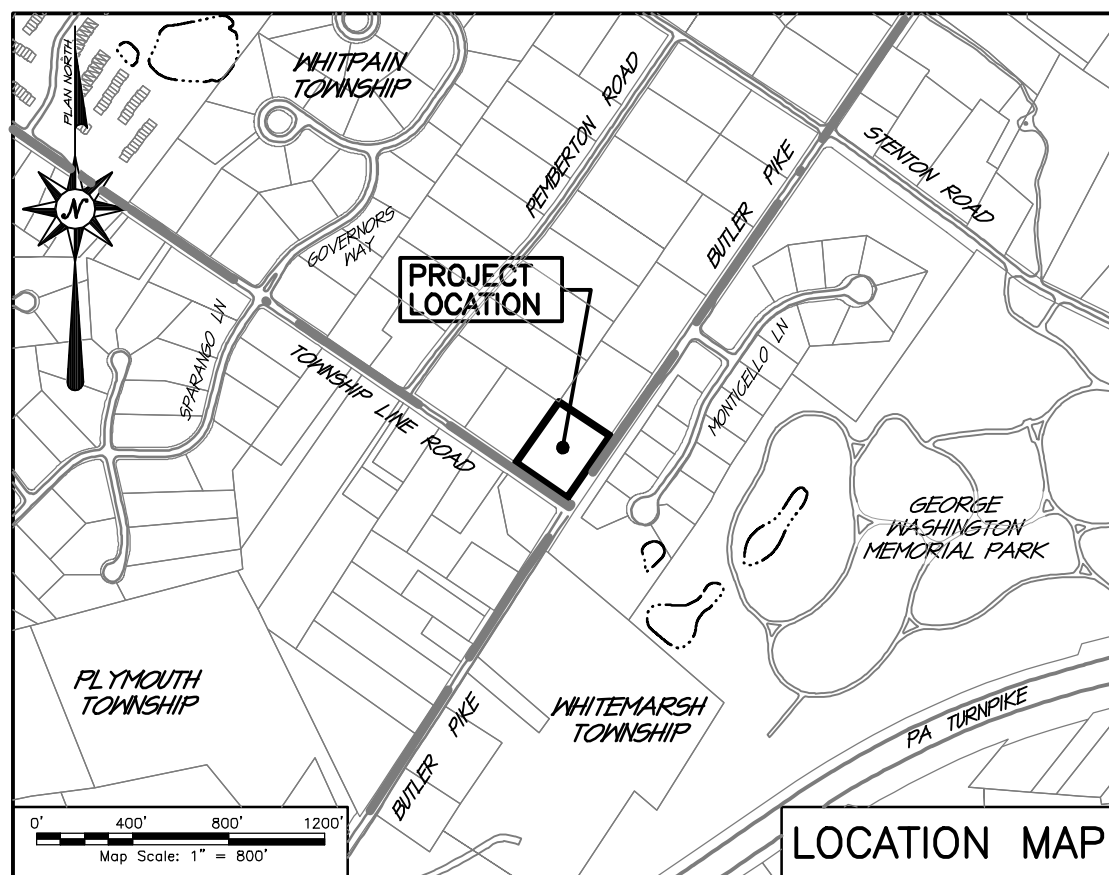 PLAN NORTH
N
WHITPAIN
TOWNSHIP
PEMBERTON ROAD
BUTLER PIKE
STENTON ROAD
GOVERNORS
WAY
PROJECT
LOCATION
SPARANGO LN
TOWNSHIP LINE ROAD
MONTICELLO LN
GEORGE
WASHINGTON
MEMORIAL PARK
PLYMOUTH
TOWNSHIP
WHITEMARSH
TOWNSHIP
BUTLER PIKE
PA TURNPIKE
0' 400' 800' 1200'
Map Scale: 1" = 800'
LOCATION MAP